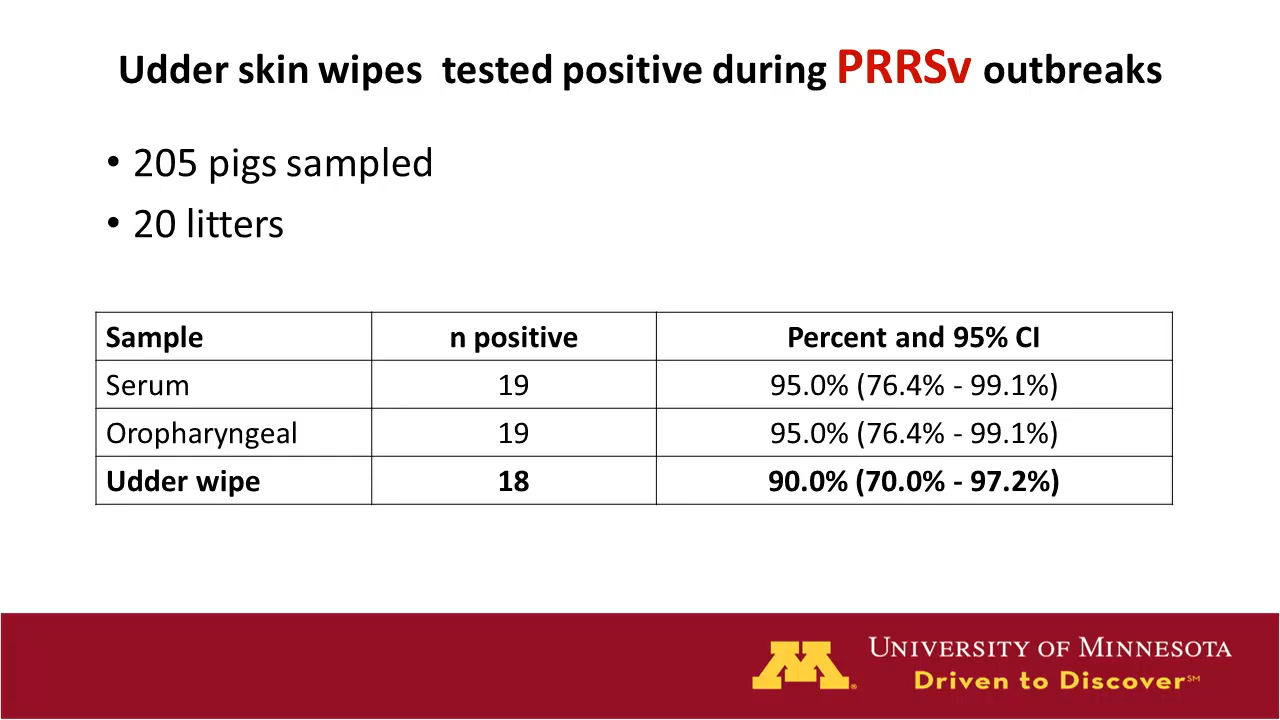 Udder skin wipes tested positive during PRRSv outbreaks
• 205 pigs sampled
• 20 litters
Sample n positive Percent and 95% CI
Serum 19 95.0% (76.4% - 99.1%)
Oropharyngeal 19 95.0% (76.4% - 99.1%)
Udder wipe 18 90.0% (70.0% - 97.2%)
UNIVERSITY OF MINNESOTA
Driven to Discover℠